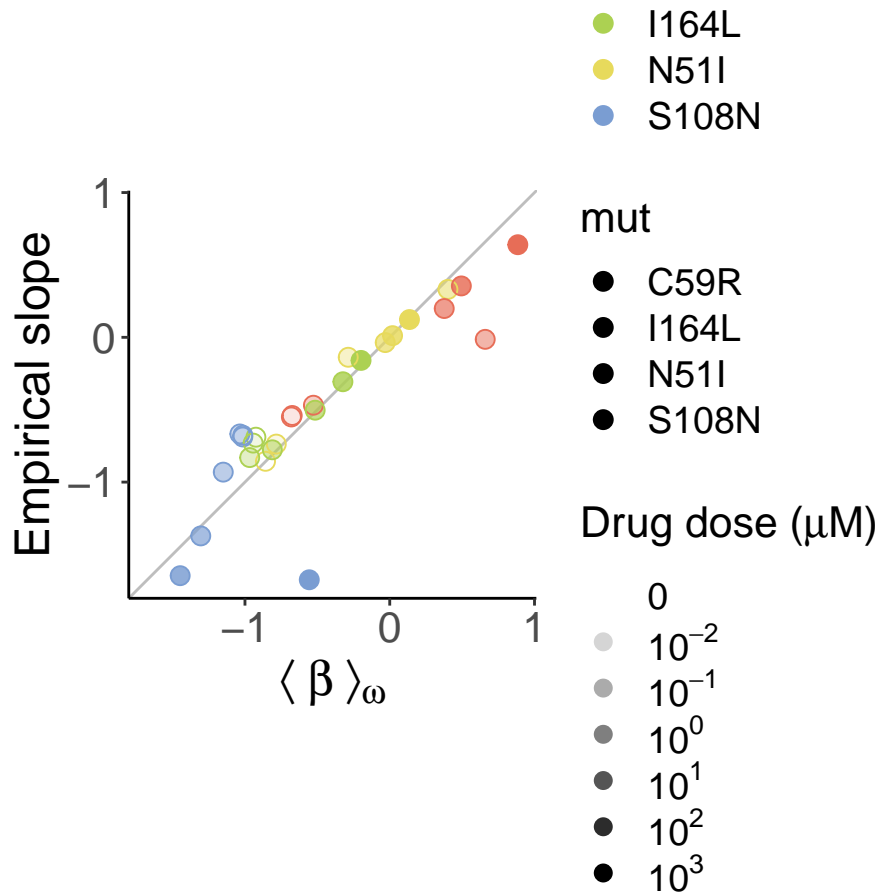 I164L
N51I
S108N
1
0
−1
−1
0
1
Empirical slope
⟨ β ⟩ω
mut
C59R
I164L
N51I
S108N
Drug dose (μM)
0
10⁻²
10⁻¹
10⁰
10¹
10²
10³